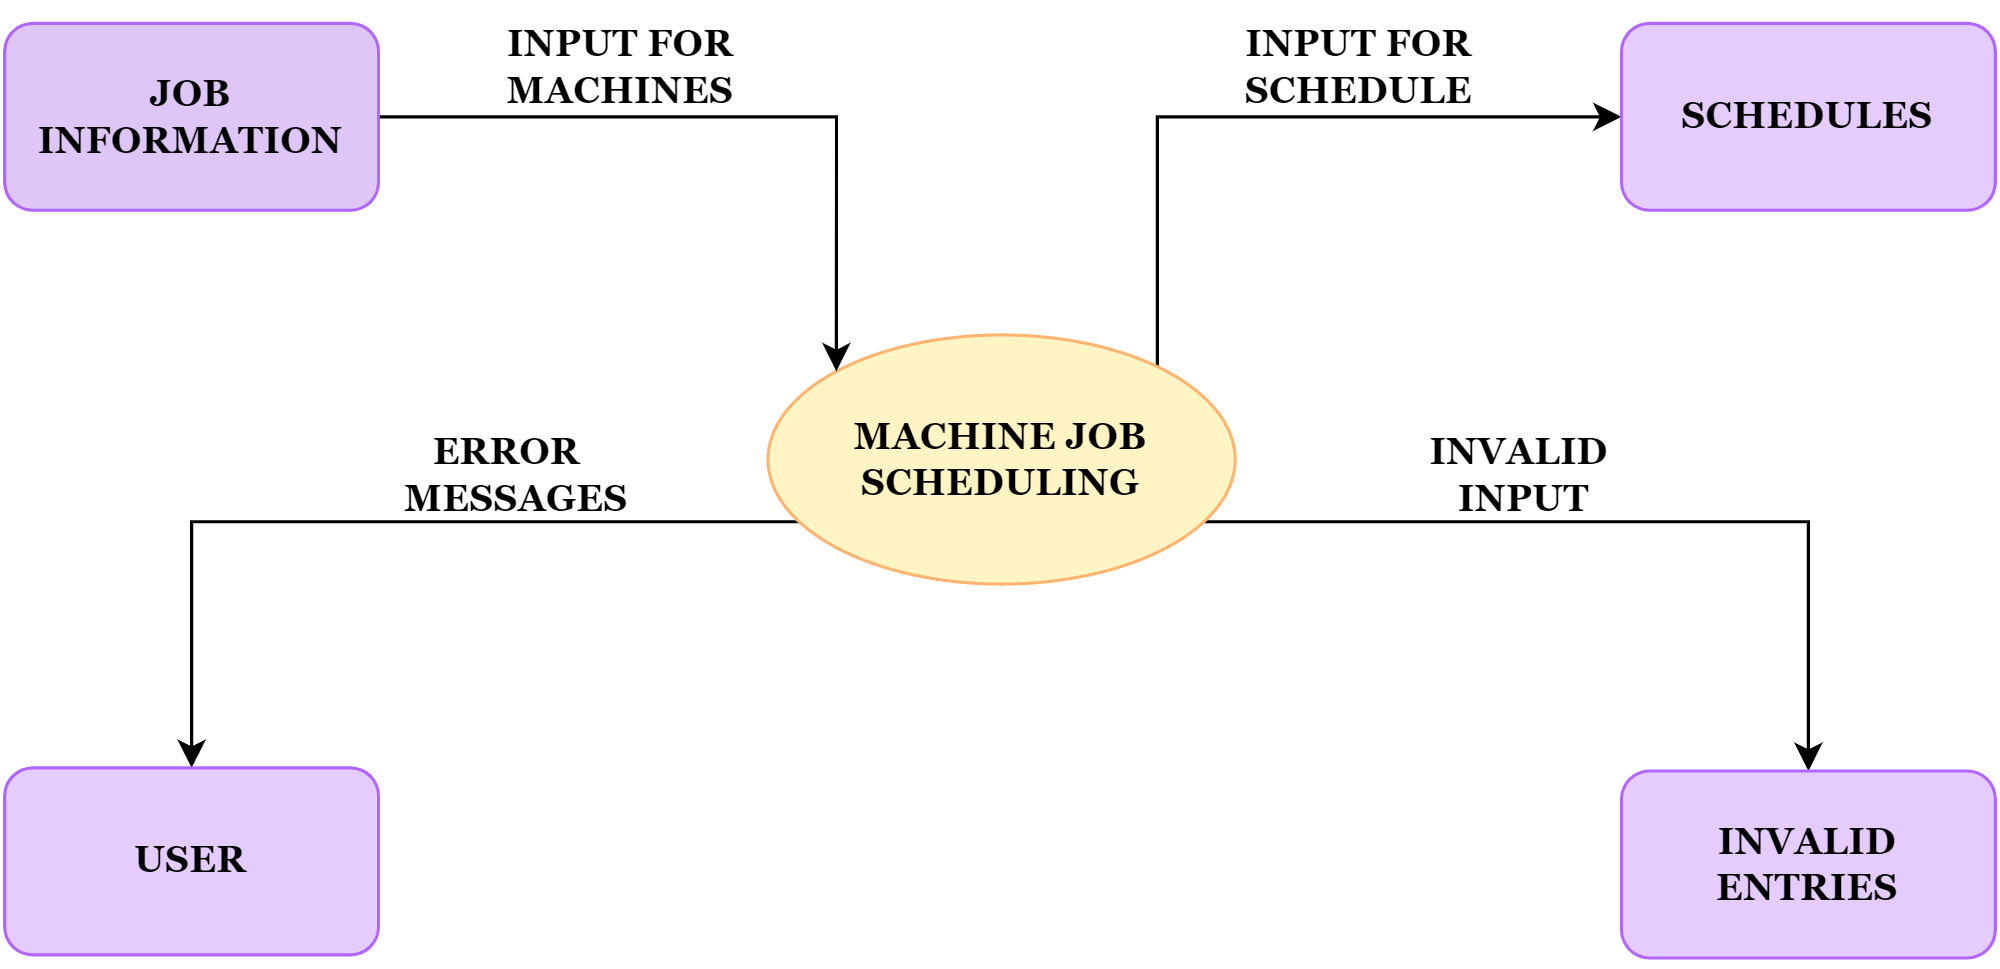 JOB
INFORMATION
INPUT FOR
MACHINES
INPUT FOR
SCHEDULE
SCHEDULES
MACHINE JOB
SCHEDULING
ERROR
MESSAGES
INVALID
INPUT
USER
INVALID
ENTRIES